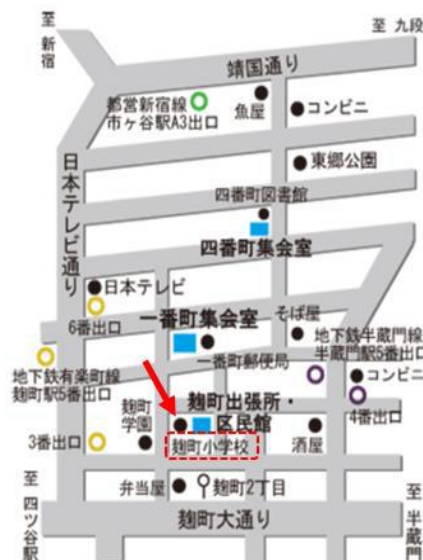 至 新宿
至 九段
靖国通り
都営新宿線
市ヶ谷駅A3出口
魚屋
コンビニ
東郷公園
日本テレビ通り
四番町図書館
四番町集会室
日本テレビ
6番出口
一番町集会室
そば屋
一番町郵便局
地下鉄半蔵門線
半蔵門駅5番出口
地下鉄有楽町線
麹町駅5番出口
コンビニ
麹町出張所・
区民館
麹町
学園
4番出口
3番出口
麹町小学校
酒屋
至 四ツ谷駅
弁当屋
麹町2丁目
至 半蔵門
麹町大通り